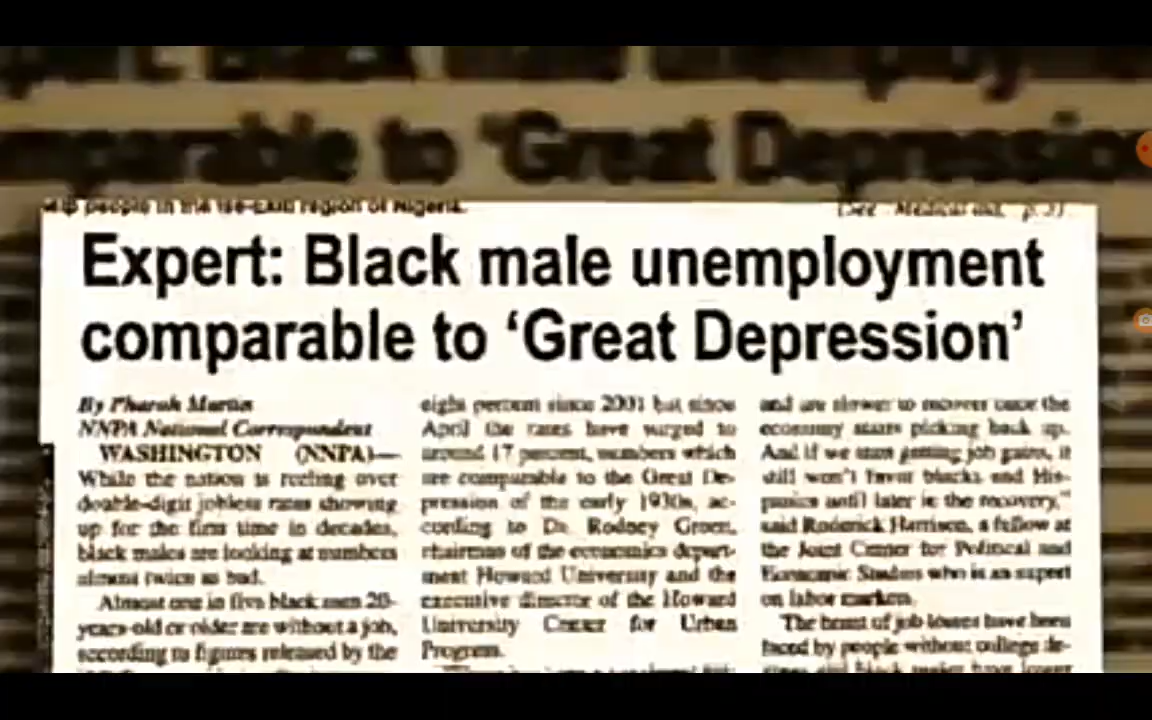 comparable to 'Great Depression
people in the region of Nigeria.
Expert: Black male unemployment
comparable to ‘Great Depression’
By Pharoh Martin
NNPA National Correspondent
WASHINGTON (NNPA)—
While the nation is reeling over
double-digit jobless rates showing
up for the first time in decades,
black males are looking at numbers
almost twice as bad.
Almost one in five black men 20-
years-old or older are without a job,
according to figures released by the
eight percent since 2001 but since
April the rates have surged to
around 17 percent, numbers which
are comparable to the Great De-
pression of the early 1930s, ac-
cording to Dr. Rodney Green,
chairman of the economics depart-
ment Howard University and the
executive director of the Howard
University Center for Urban
Program.
and are slower to recover once the
economy starts picking back up.
And if we start getting job gains, it
still won't favor blacks and His-
panics until later in the recovery,"
said Roderick Harrison, a fellow at
the Joint Center for Political and
Economic Studies who is an expert
on labor markets.
The brunt of job losses have been
faced by people without college de-